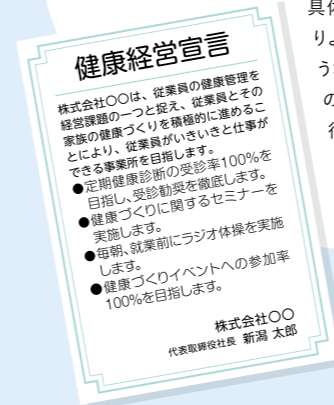 健康経営宣言
株式会社〇〇は、従業員の健康管理を
経営課題の一つと捉え、従業員とその
家族の健康づくりを積極的に進めるこ
とにより、従業員がいきいきと仕事が
できる事業所を目指します。
●定期健康診断の受診率100%を
目指し、受診勧奨を徹底します。
●健康づくりに関するセミナーを
実施します。
●毎朝、就業前にラジオ体操を実施
します。
●健康づくりイベントへの参加率
100%を目指します。
株式会社〇〇
代表取締役社長 新潟 太郎
具体
り
う
の